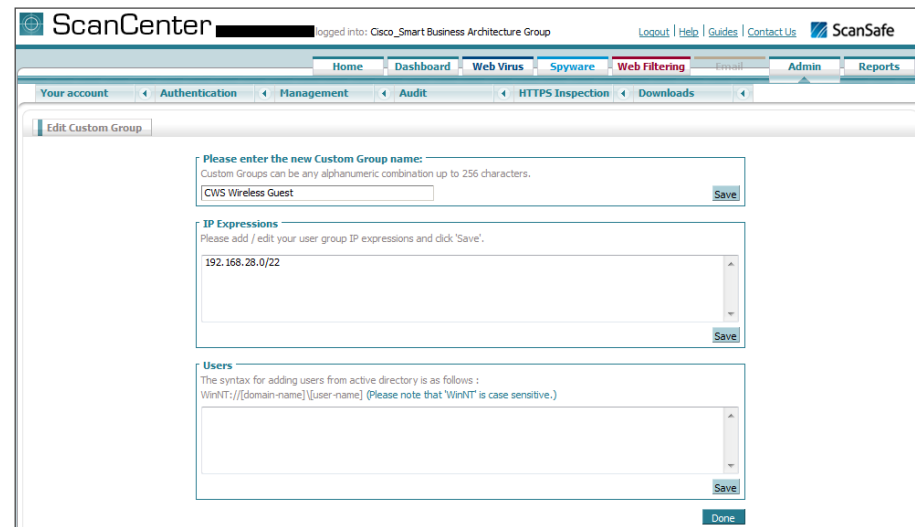 ScanCenter logged into: Cisco_Smart Business Architecture Group Logout | Help | Guides | Contact Us ScanSafe
Home Dashboard Web Virus Spyware Web Filtering Email Admin Reports
Your account Authentication Management Audit HTTPS Inspection Downloads
Edit Custom Group
Please enter the new Custom Group name:
Custom Groups can be any alphanumeric combination up to 256 characters.
CWS Wireless Guest
Save
IP Expressions
Please add / edit your user group IP expressions and click 'Save'.
192.168.28.0/22
Save
Users
The syntax for adding users from active directory is as follows :
WinNT://[domain-name]\[user-name] (Please note that 'WinNT' is case sensitive.)
Save
Done